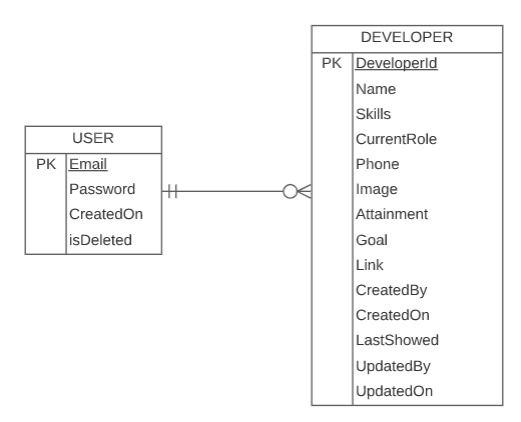 USER
PK Email
Password
CreatedOn
isDeleted
DEVELOPER
PK DeveloperId
Name
Skills
CurrentRole
Phone
Image
Attainment
Goal
Link
CreatedBy
CreatedOn
LastShowed
UpdatedBy
UpdatedOn